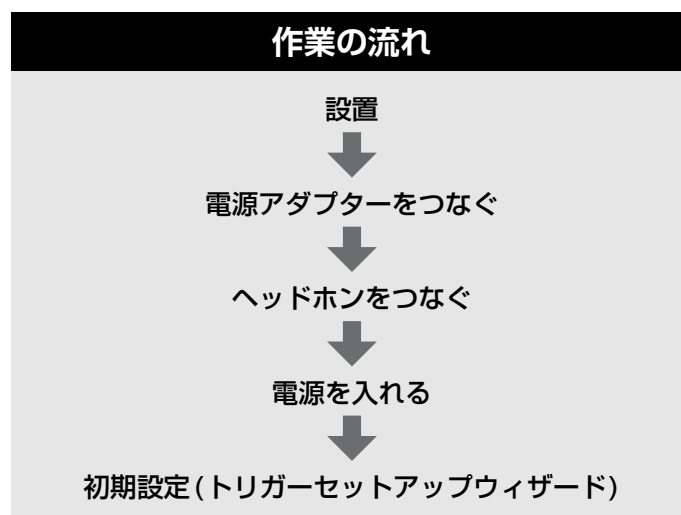 作業の流れ
設置
電源アダプターをつなぐ
ヘッドホンをつなぐ
電源を入れる
初期設定(トリガーセットアップウィザード)